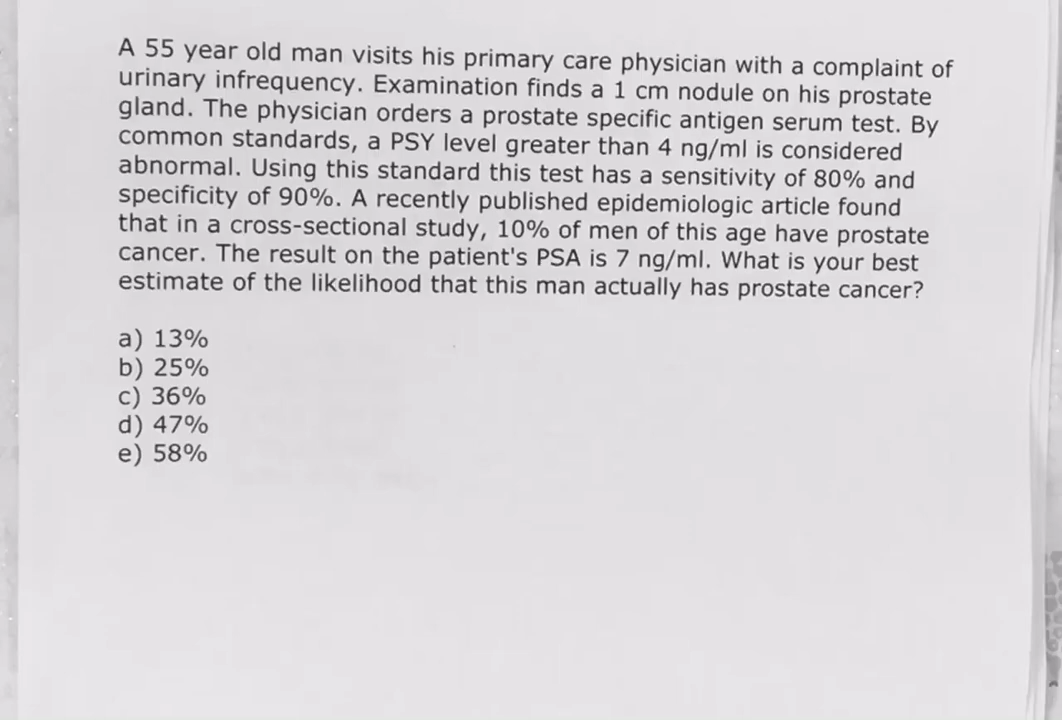 A 55 year old man visits his primary care physician with a complaint of
urinary infrequency. Examination finds a 1 cm nodule on his prostate
gland. The physician orders a prostate specific antigen serum test. By
common standards, a PSY level greater than 4 ng/ml is considered
abnormal. Using this standard this test has a sensitivity of 80% and
specificity of 90%. A recently published epidemiologic article found
that in a cross-sectional study, 10% of men of this age have prostate
cancer. The result on the patient's PSA is 7 ng/ml. What is your best
estimate of the likelihood that this man actually has prostate cancer?
a) 13%
b) 25%
c) 36%
d) 47%
e) 58%